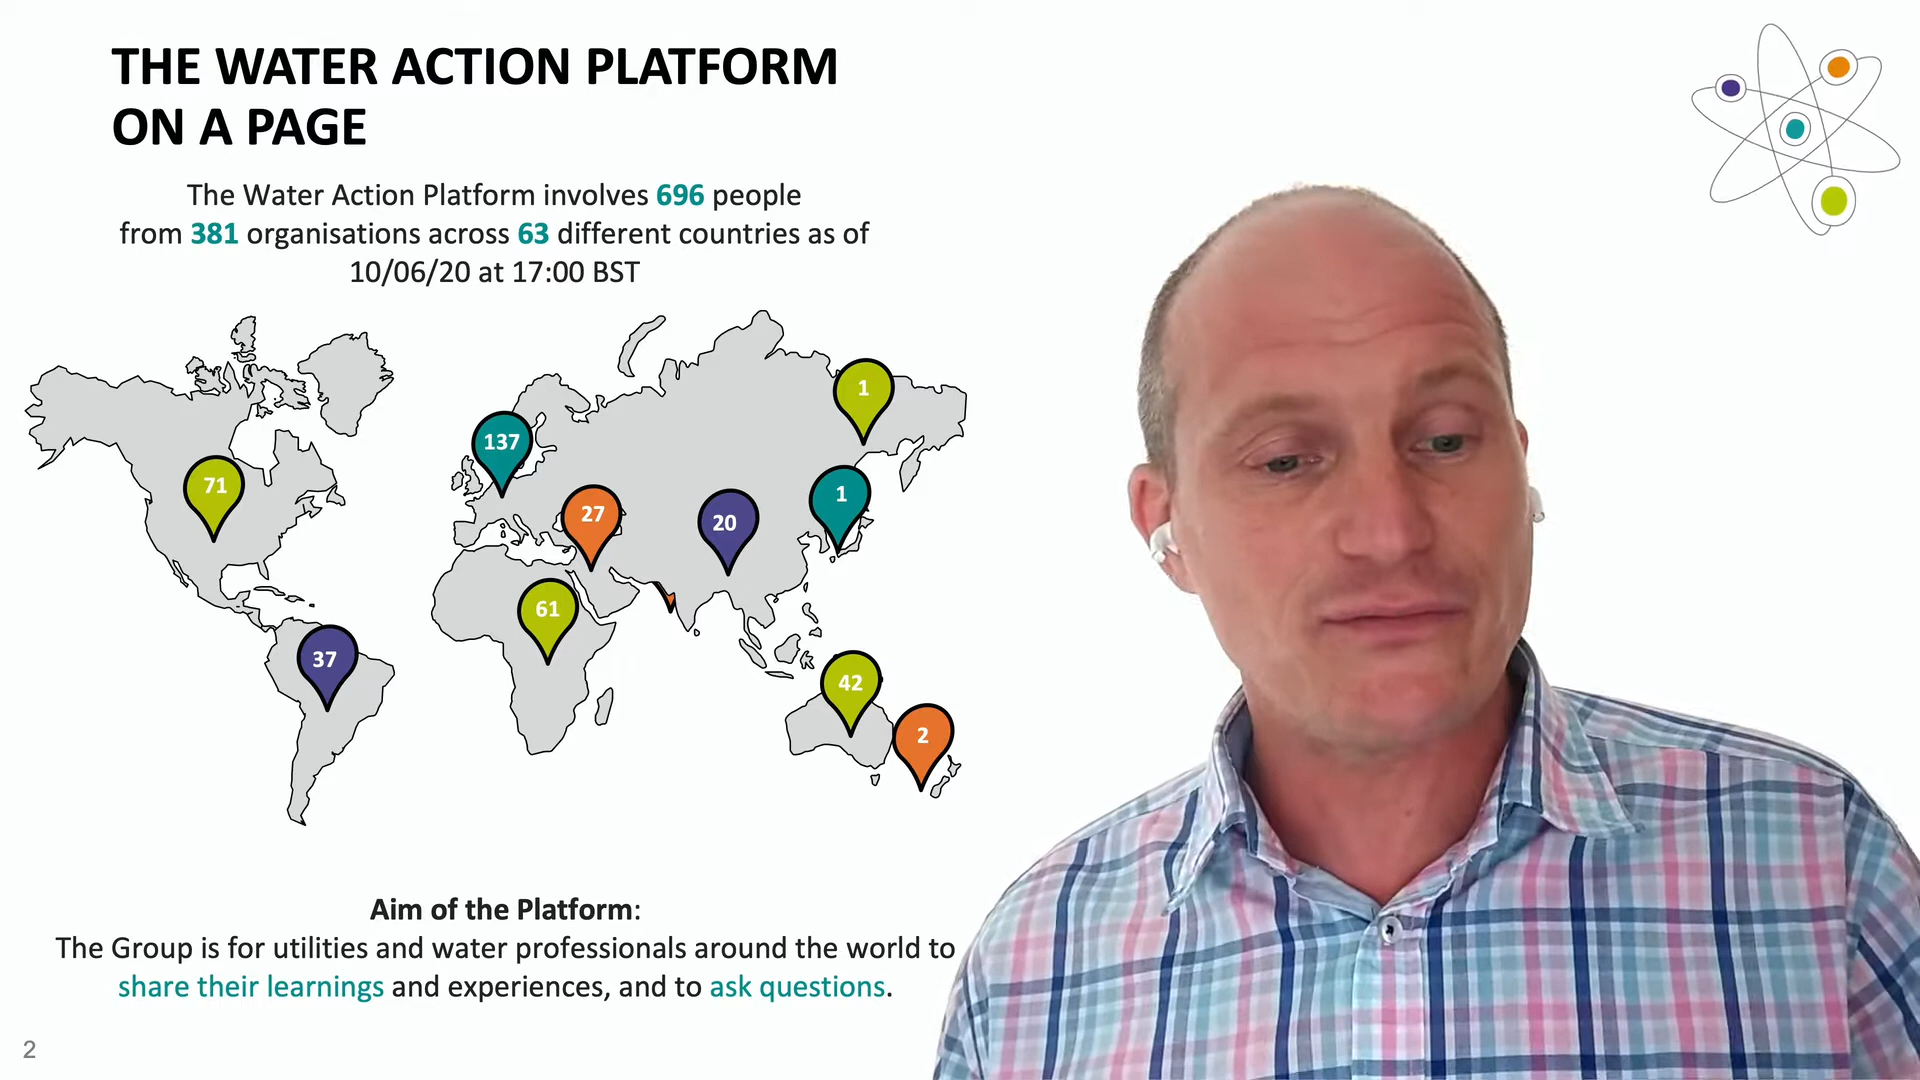 THE WATER ACTION PLATFORM
ON A PAGE
The Water Action Platform involves 696 people
from 381 organisations across 63 different countries as of
10/06/20 at 17:00 BST
1
137
71
1
27
20
61
37
42
2
Aim of the Platform:
The Group is for utilities and water professionals around the world to
share their learnings and experiences, and to ask questions.
2